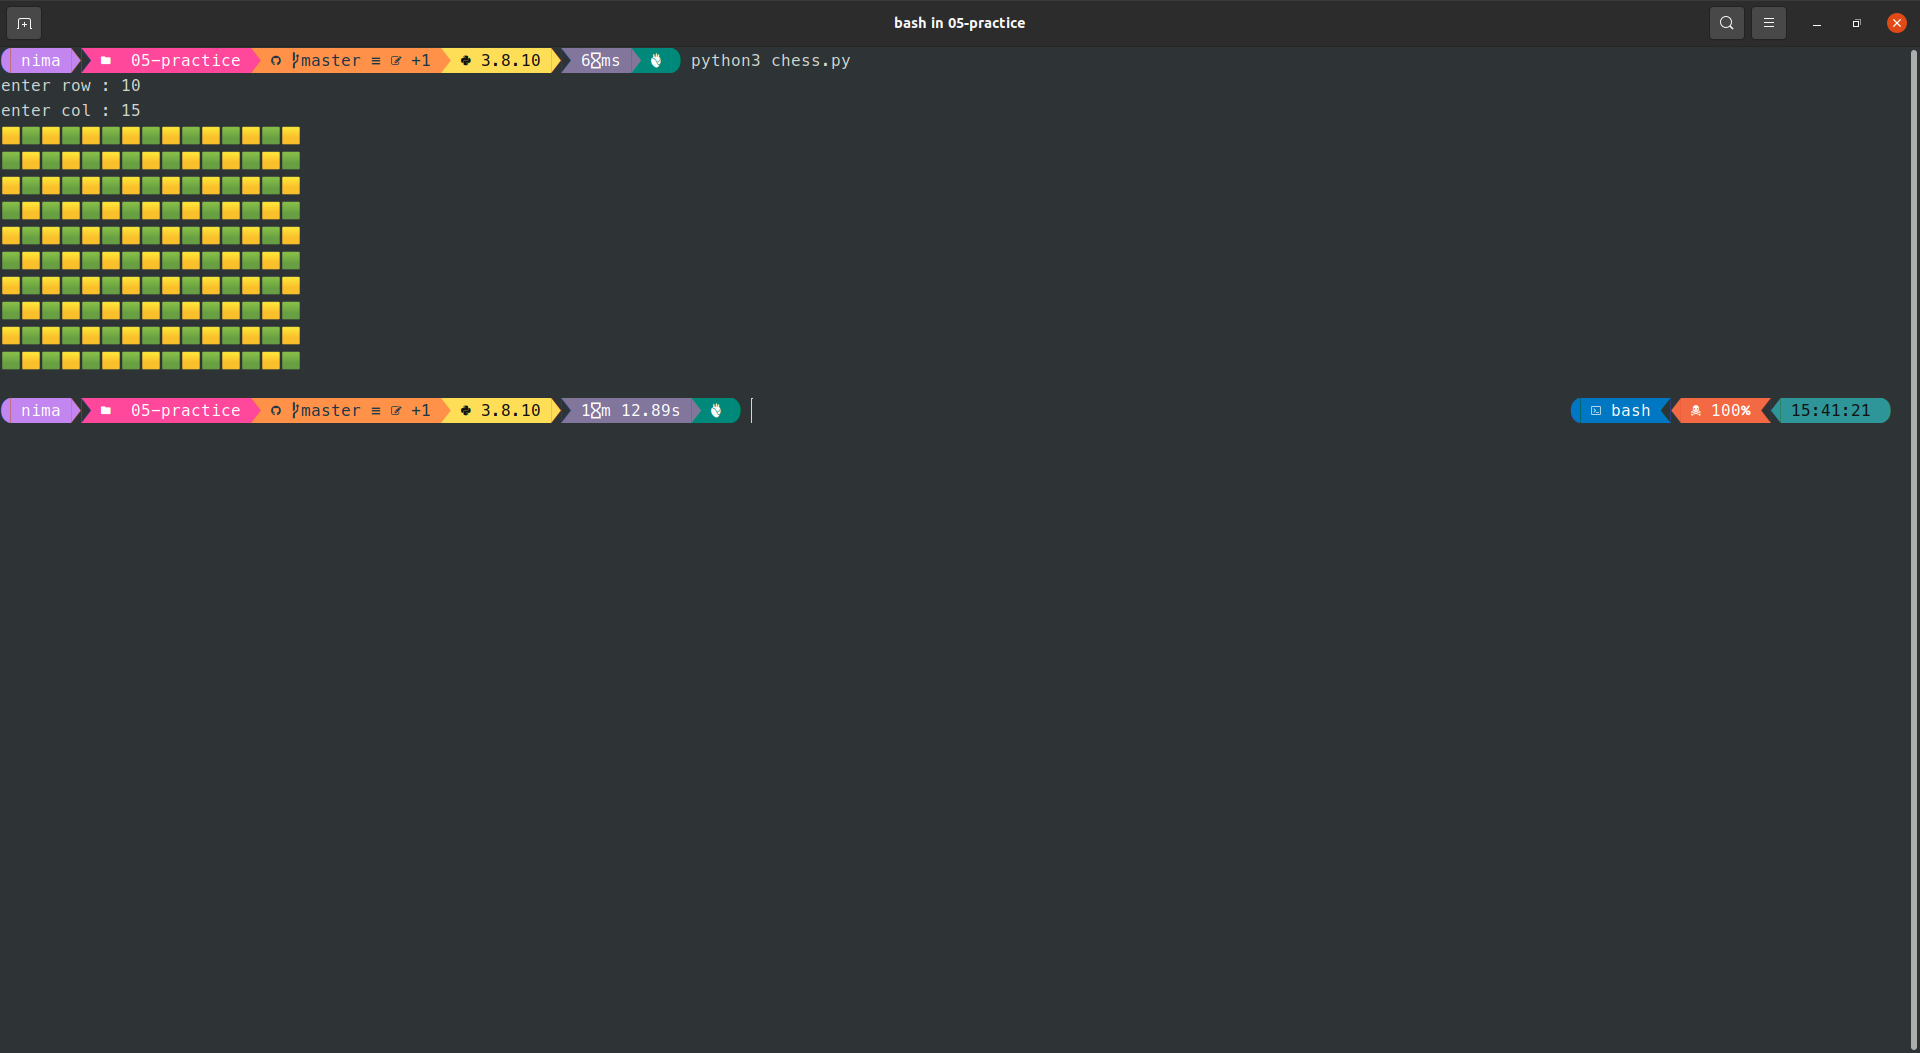 bash in 05-practice
nima 05-practice master ≡ +1 3.8.10 6ms python3 chess.py
enter row : 10
enter col : 15
nima 05-practice master ≡ +1 3.8.10 1m 12.89s bash 100% 15:41:21